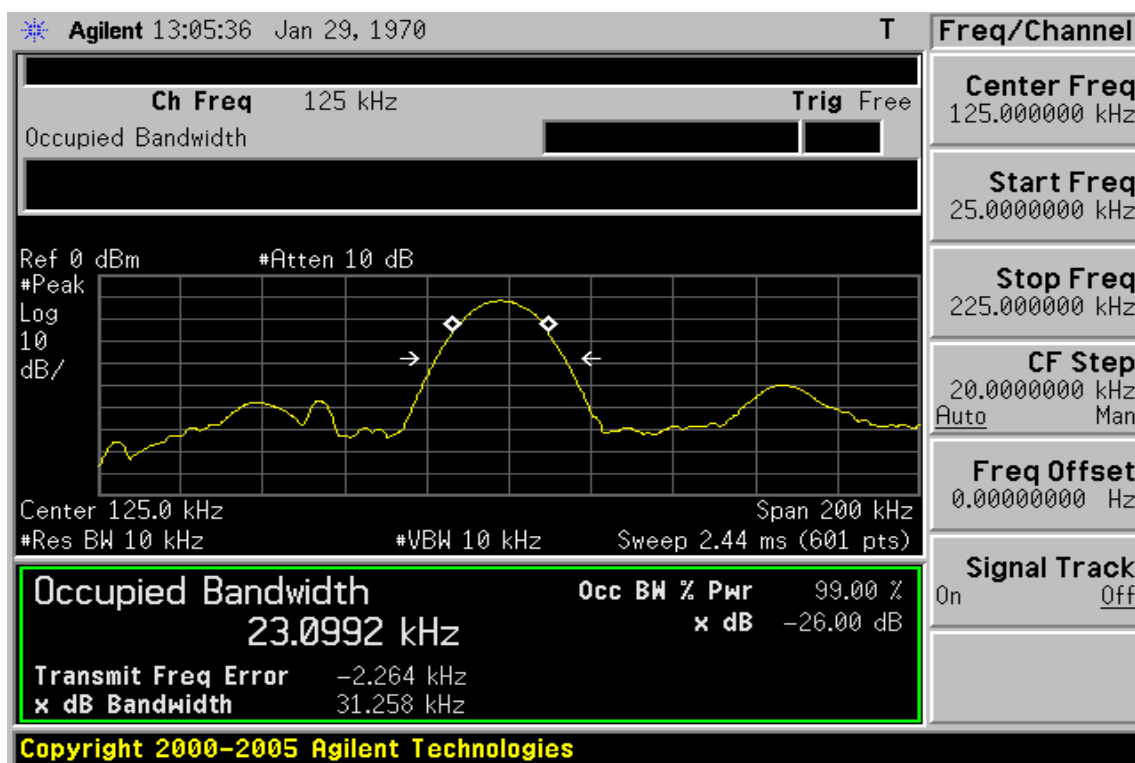 Agilent 13:05:36 Jan 29, 1970 T
Freq/Channel
Ch Freq 125 kHz Trig Free
Occupied Bandwidth
Center Freq
125.000000 kHz
Start Freq
25.0000000 kHz
Stop Freq
225.000000 kHz
CF Step
20.0000000 kHz
Auto Man
Freq Offset
0.00000000 Hz
Signal Track
On Off
Ref 0 dBm #Atten 10 dB
#Peak
Log
10
dB/
Center 125.0 kHz Span 200 kHz
#Res BW 10 kHz #VBW 10 kHz Sweep 2.44 ms (601 pts)
Occupied Bandwidth
23.0992 kHz
Occ BW % Pwr 99.00 %
x dB -26.00 dB
Transmit Freq Error -2.264 kHz
x dB Bandwidth 31.258 kHz
Copyright 2000-2005 Agilent Technologies